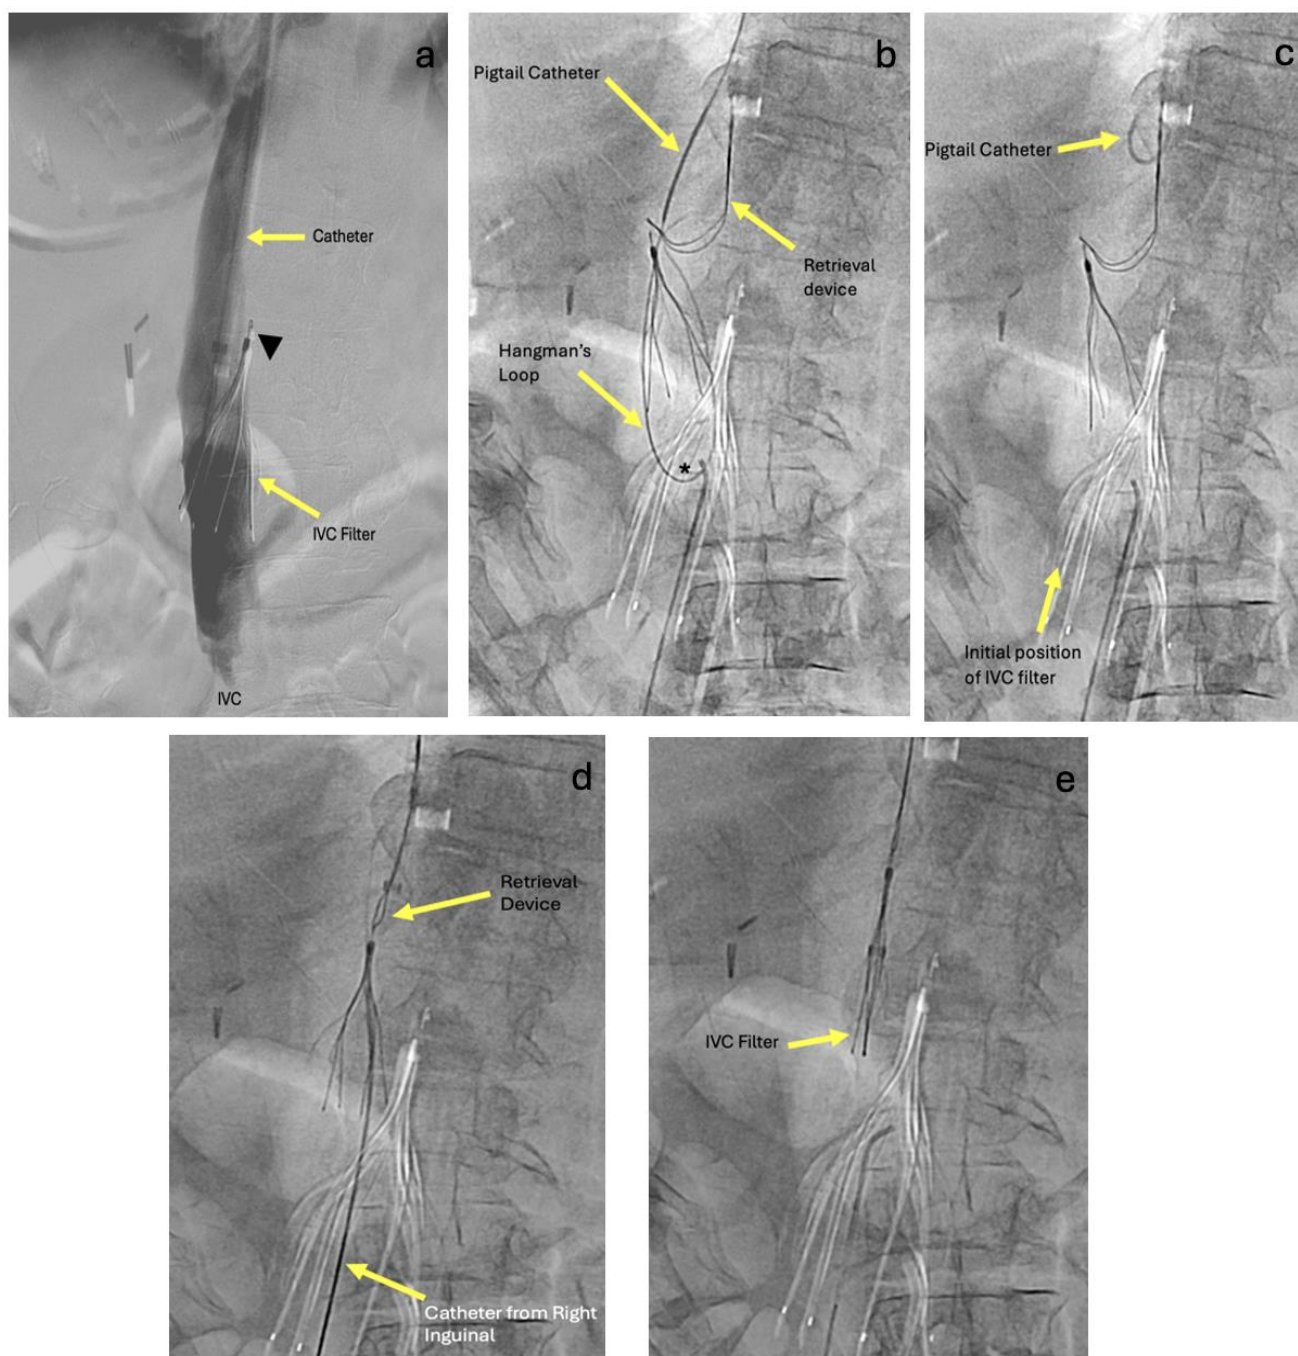 a
Catheter
IVC Filter
IVC
b
Pigtail Catheter
Retrieval
device
Hangman's
Loop
*
c
Pigtail Catheter
Initial position
of IVC filter
d
Retrieval
Device
Catheter from Right
Inguinal
e
IVC Filter